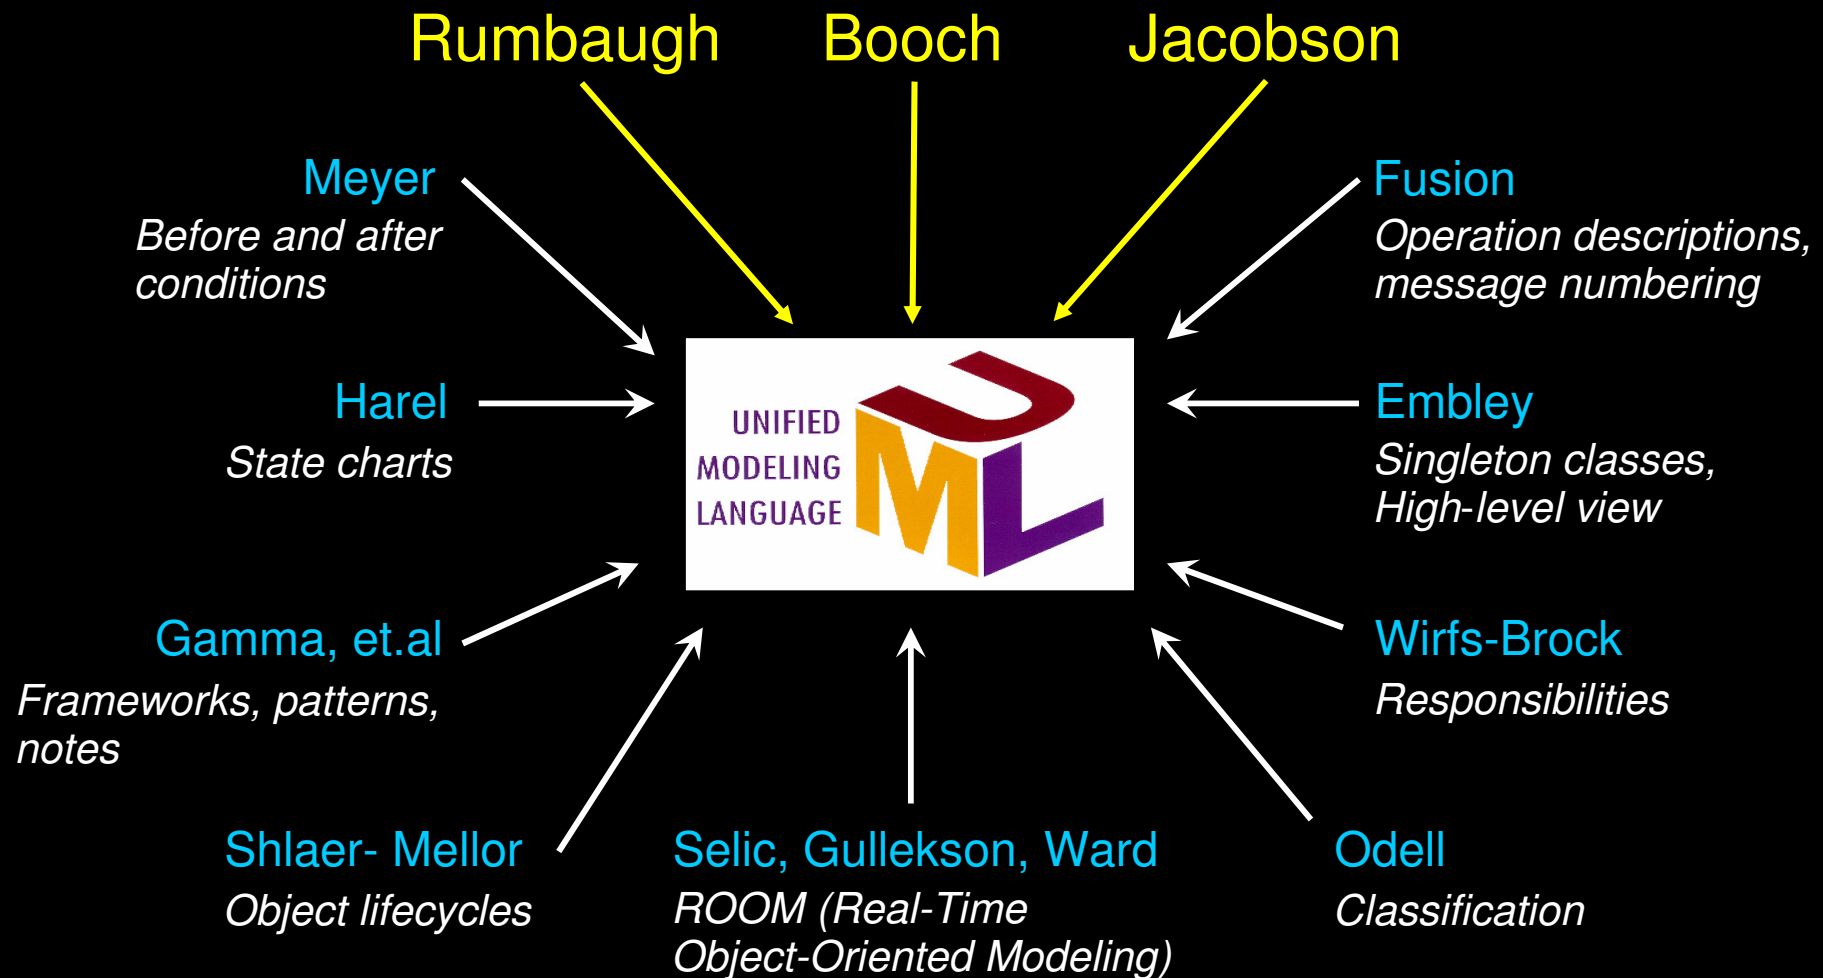 Rumbaugh Booch Jacobson
Meyer
Before and after
conditions
Fusion
Operation descriptions,
message numbering
Harel
State charts
UNIFIED
MODELING
LANGUAGE
UML
Embley
Singleton classes,
High-level view
Gamma, et.al
Frameworks, patterns,
notes
Wirfs-Brock
Responsibilities
Shlaer- Mellor
Object lifecycles
Selic, Gullekson, Ward
ROOM (Real-Time
Object-Oriented Modeling)
Odell
Classification